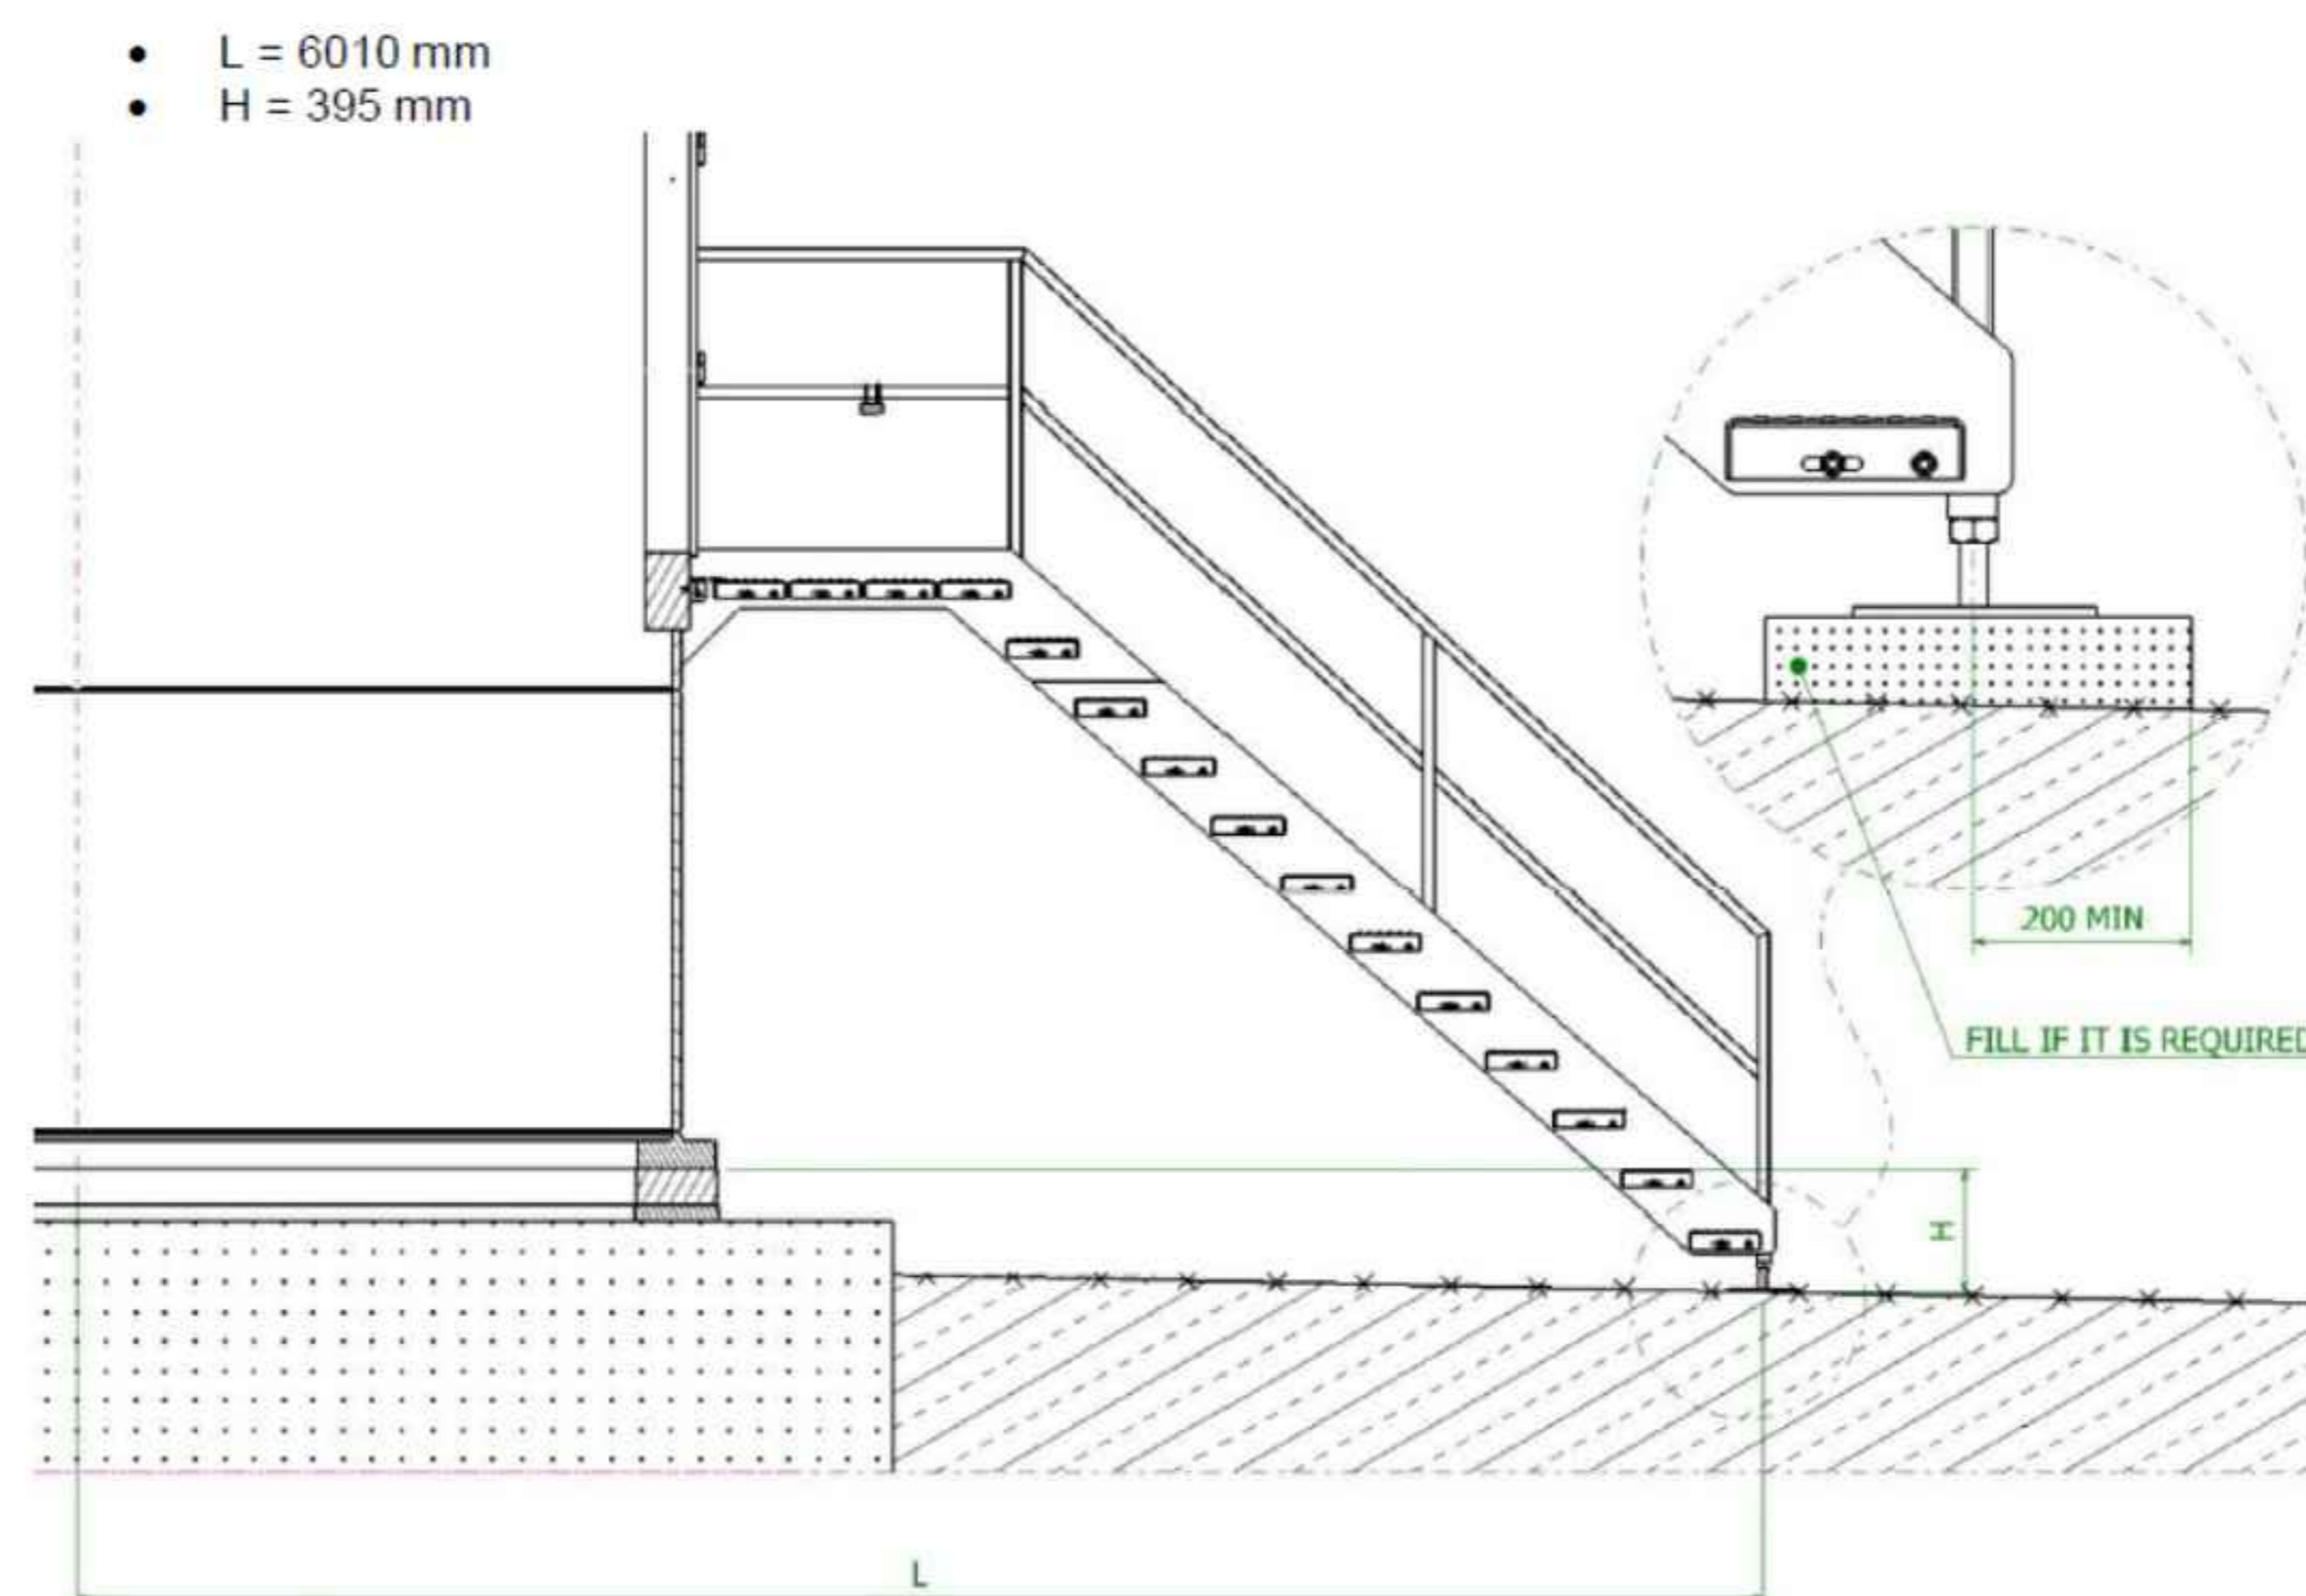 • L = 6010 mm
• H = 395 mm
200 MIN
FILL IF IT IS REQUIRED
H
L